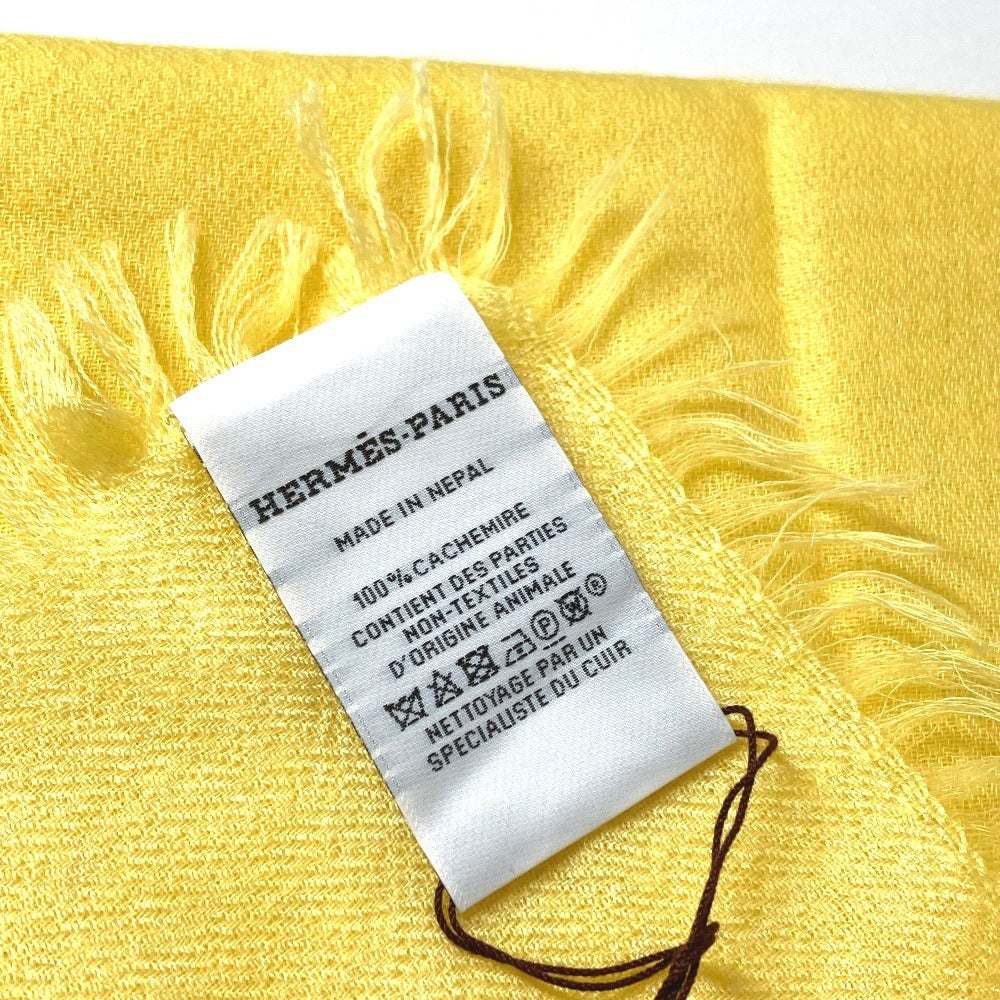 HERMÈS-PARIS
MADE IN NEPAL
100% CACHEMIRE
CONTIENT DES PARTIES
NON-TEXTILES
D'ORIGINE ANIMALE
P W ®
NETTOYAGE PAR UN
SPECIALISTE DU CUIR